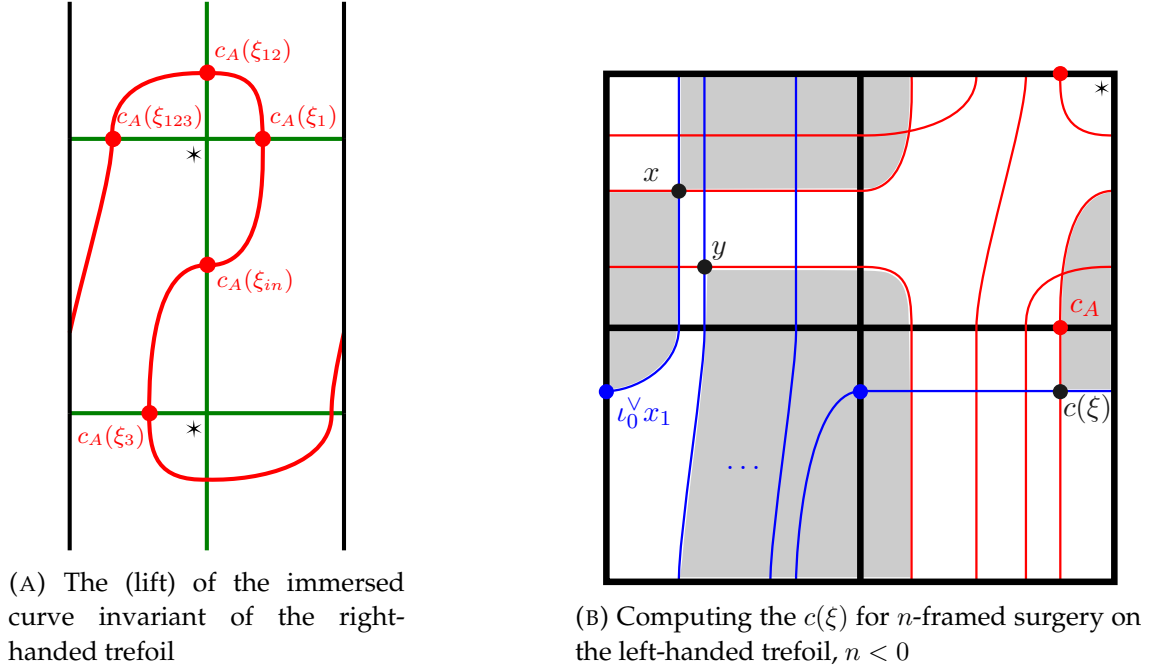 c_A(ξ_{12})
c_A(ξ_{123})
c_A(ξ_1)
✶
c_A(ξ_{in})
c_A(ξ_3)
✶
(A) The (lift) of the immersed
curve invariant of the right-
handed trefoil
✶
x
y
c_A
ι_0^∨ x_1
c(ξ)
...
(B) Computing the c(ξ) for n-framed surgery on
the left-handed trefoil, n < 0